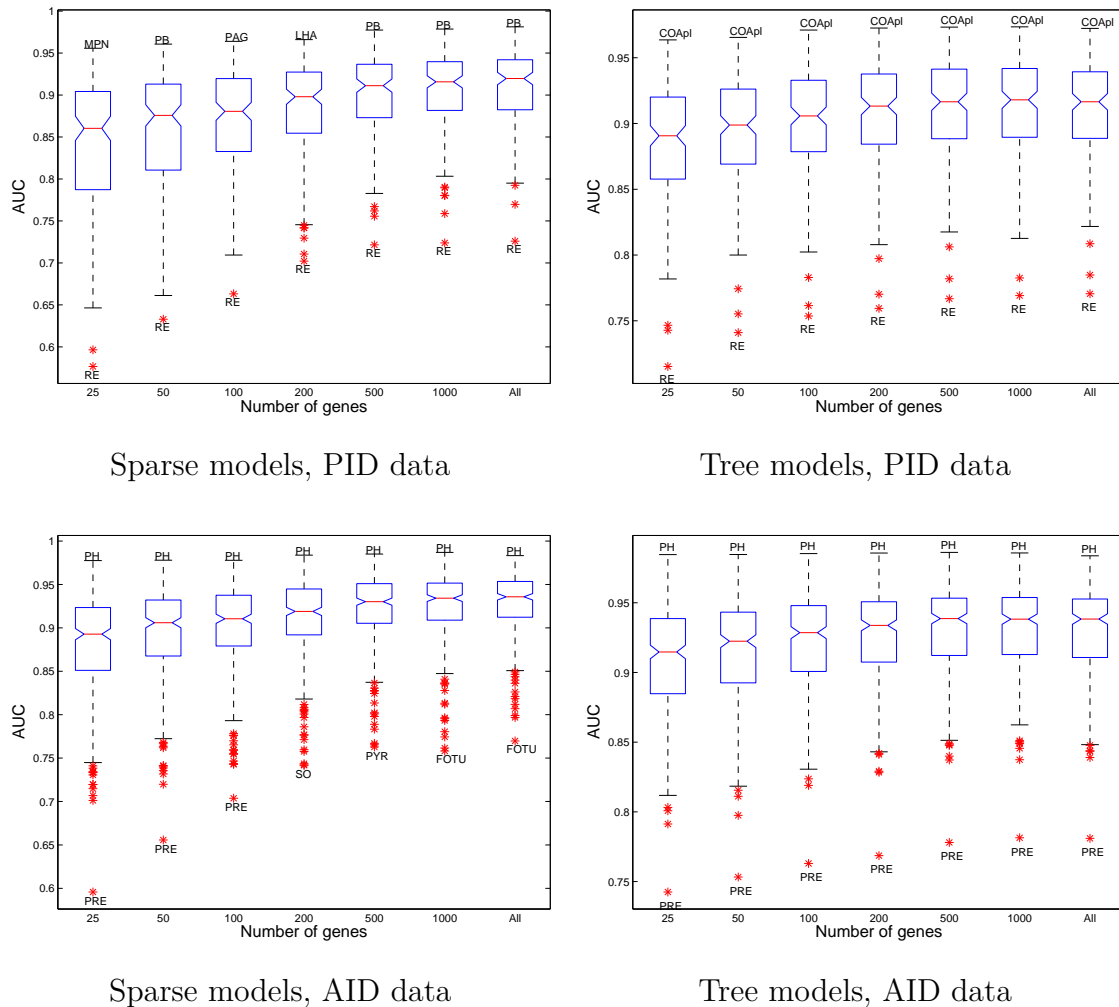 1
0.95
0.9
0.85
0.8
0.75
0.7
0.65
0.6
AUC
MPN PB PAG LHA PB PB PB
RE RE RE RE RE RE RE
25 50 100 200 500 1000 All
Number of genes
Sparse models, PID data
0.95
0.9
0.85
0.8
0.75
AUC
COApl COApl COApl COApl COApl COApl COApl
RE RE RE RE RE RE RE
25 50 100 200 500 1000 All
Number of genes
Tree models, PID data
1
0.95
0.9
0.85
0.8
0.75
0.7
0.65
0.6
AUC
PH PH PH PH PH PH PH
PRE PRE PRE SO PYR FOTU FOTU
25 50 100 200 500 1000 All
Number of genes
Sparse models, AID data
0.95
0.9
0.85
0.8
0.75
AUC
PH PH PH PH PH PH PH
PRE PRE PRE PRE PRE PRE PRE
25 50 100 200 500 1000 All
Number of genes
Tree models, AID data